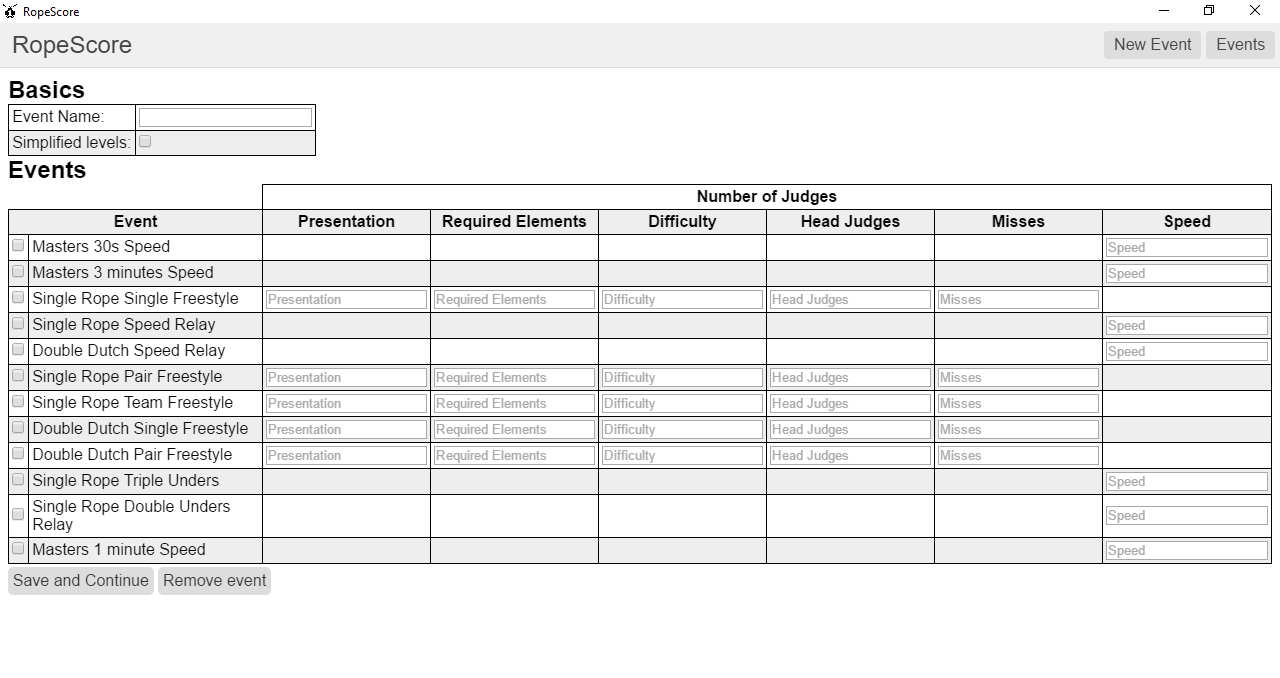 RopeScore
RopeScore
New Event Events
Basics
Event Name:
Simplified levels:
Events
Number of Judges
Event Presentation Required Elements Difficulty Head Judges Misses Speed
Masters 30s Speed Speed
Masters 3 minutes Speed Speed
Single Rope Single Freestyle Presentation Required Elements Difficulty Head Judges Misses
Single Rope Speed Relay Speed
Double Dutch Speed Relay Speed
Single Rope Pair Freestyle Presentation Required Elements Difficulty Head Judges Misses
Single Rope Team Freestyle Presentation Required Elements Difficulty Head Judges Misses
Double Dutch Single Freestyle Presentation Required Elements Difficulty Head Judges Misses
Double Dutch Pair Freestyle Presentation Required Elements Difficulty Head Judges Misses
Single Rope Triple Unders Speed
Single Rope Double Unders
Relay Speed
Masters 1 minute Speed Speed
Save and Continue Remove event